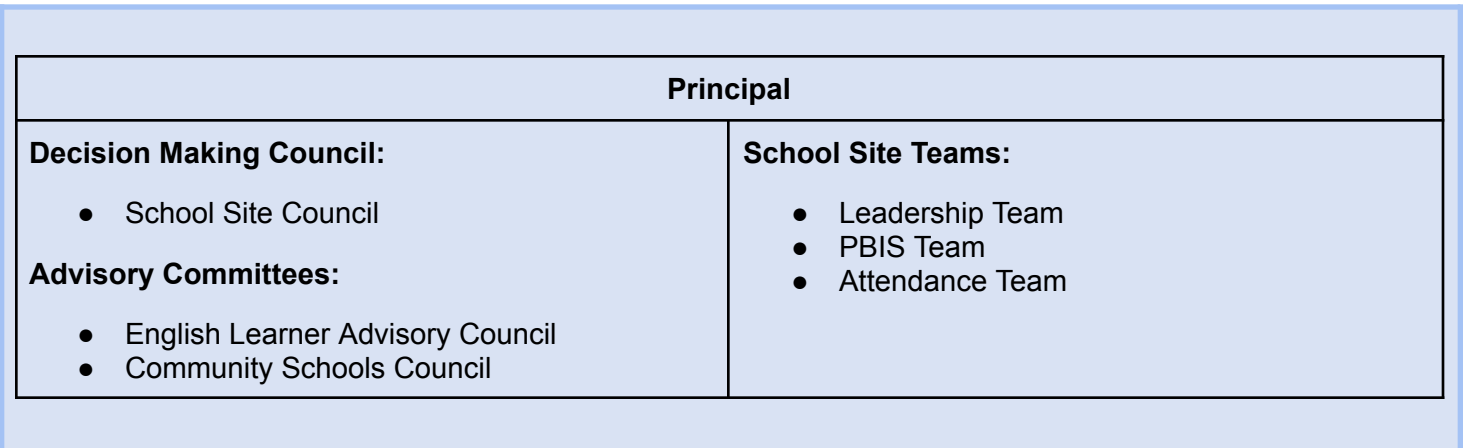 Principal
Decision Making Council:
● School Site Council
Advisory Committees:
● English Learner Advisory Council
● Community Schools Council
School Site Teams:
● Leadership Team
● PBIS Team
● Attendance Team